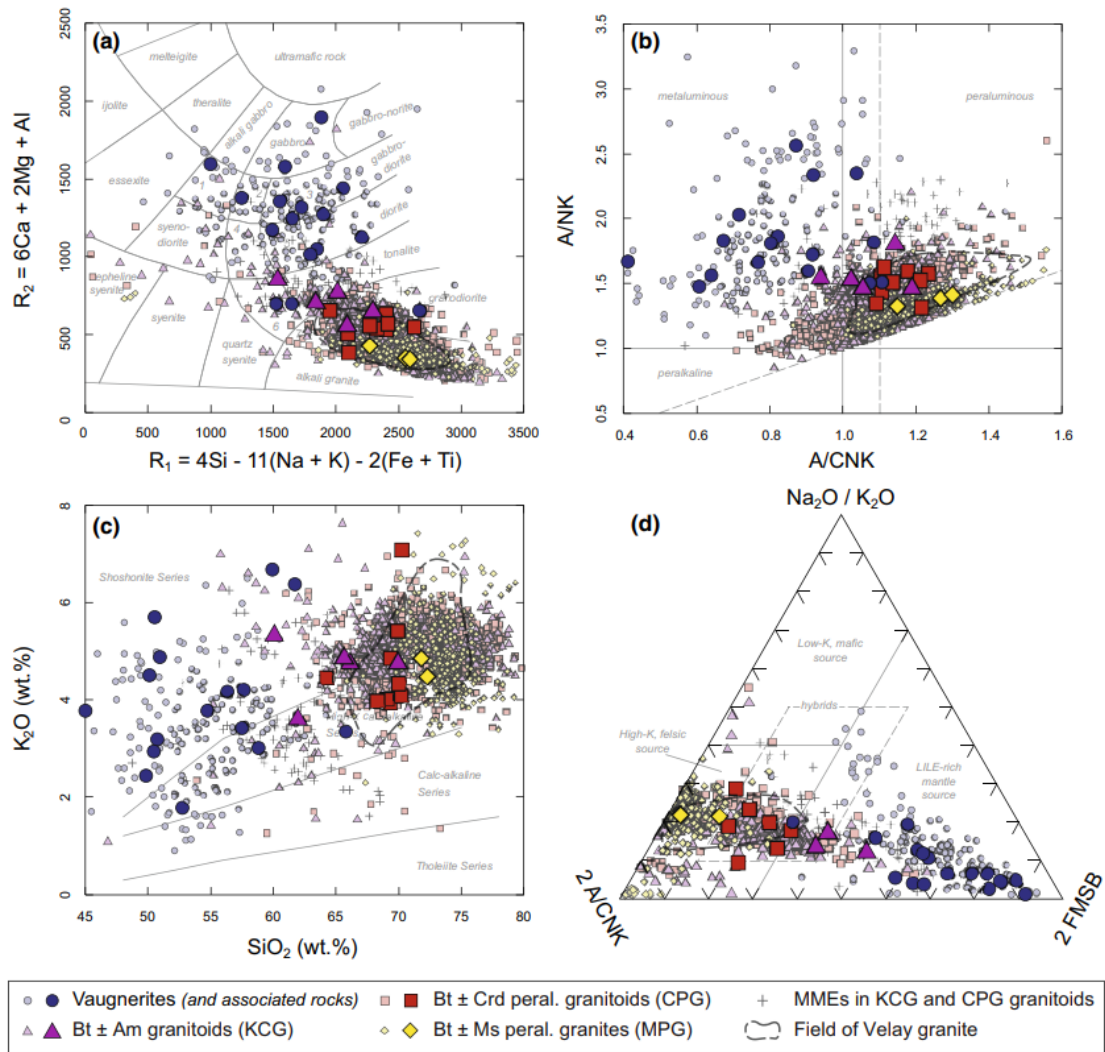 (a)
2500
2000
1500
1000
500
0
R₂ = 6Ca + 2Mg + Al
melteigite
ultramafic rock
ijolite
theralite
alkali gabbro
gabbro-norite
gabbro
gabbro-diorite
essexite
1
3
diorite
syeno-diorite
4
tonalite
nepheline syenite
granodiorite
syenite
6
quartz syenite
alkali granite
0 500 1000 1500 2000 2500 3000 3500
R₁ = 4Si - 11(Na + K) - 2(Fe + Ti)
(b)
3.5
3.0
2.5
2.0
1.5
1.0
0.5
A/NK
metaluminous
peraluminous
peralkaline
0.4 0.6 0.8 1.0 1.2 1.4 1.6
A/CNK
(c)
8
6
4
2
0
K₂O (wt.%)
Shoshonite Series
Calc-alkaline
Series
Tholeiite Series
45 50 55 60 65 70 75 80
SiO₂ (wt.%)
(d)
Na₂O / K₂O
Low-K, mafic
source
hybrids
High-K, felsic
source
LILE-rich
mantle
source
2 A/CNK
2 FMSB
Vaugnerites (and associated rocks)
Bt ± Crd peral. granitoids (CPG)
MMEs in KCG and CPG granitoids
Bt ± Am granitoids (KCG)
Bt ± Ms peral. granites (MPG)
Field of Velay granite